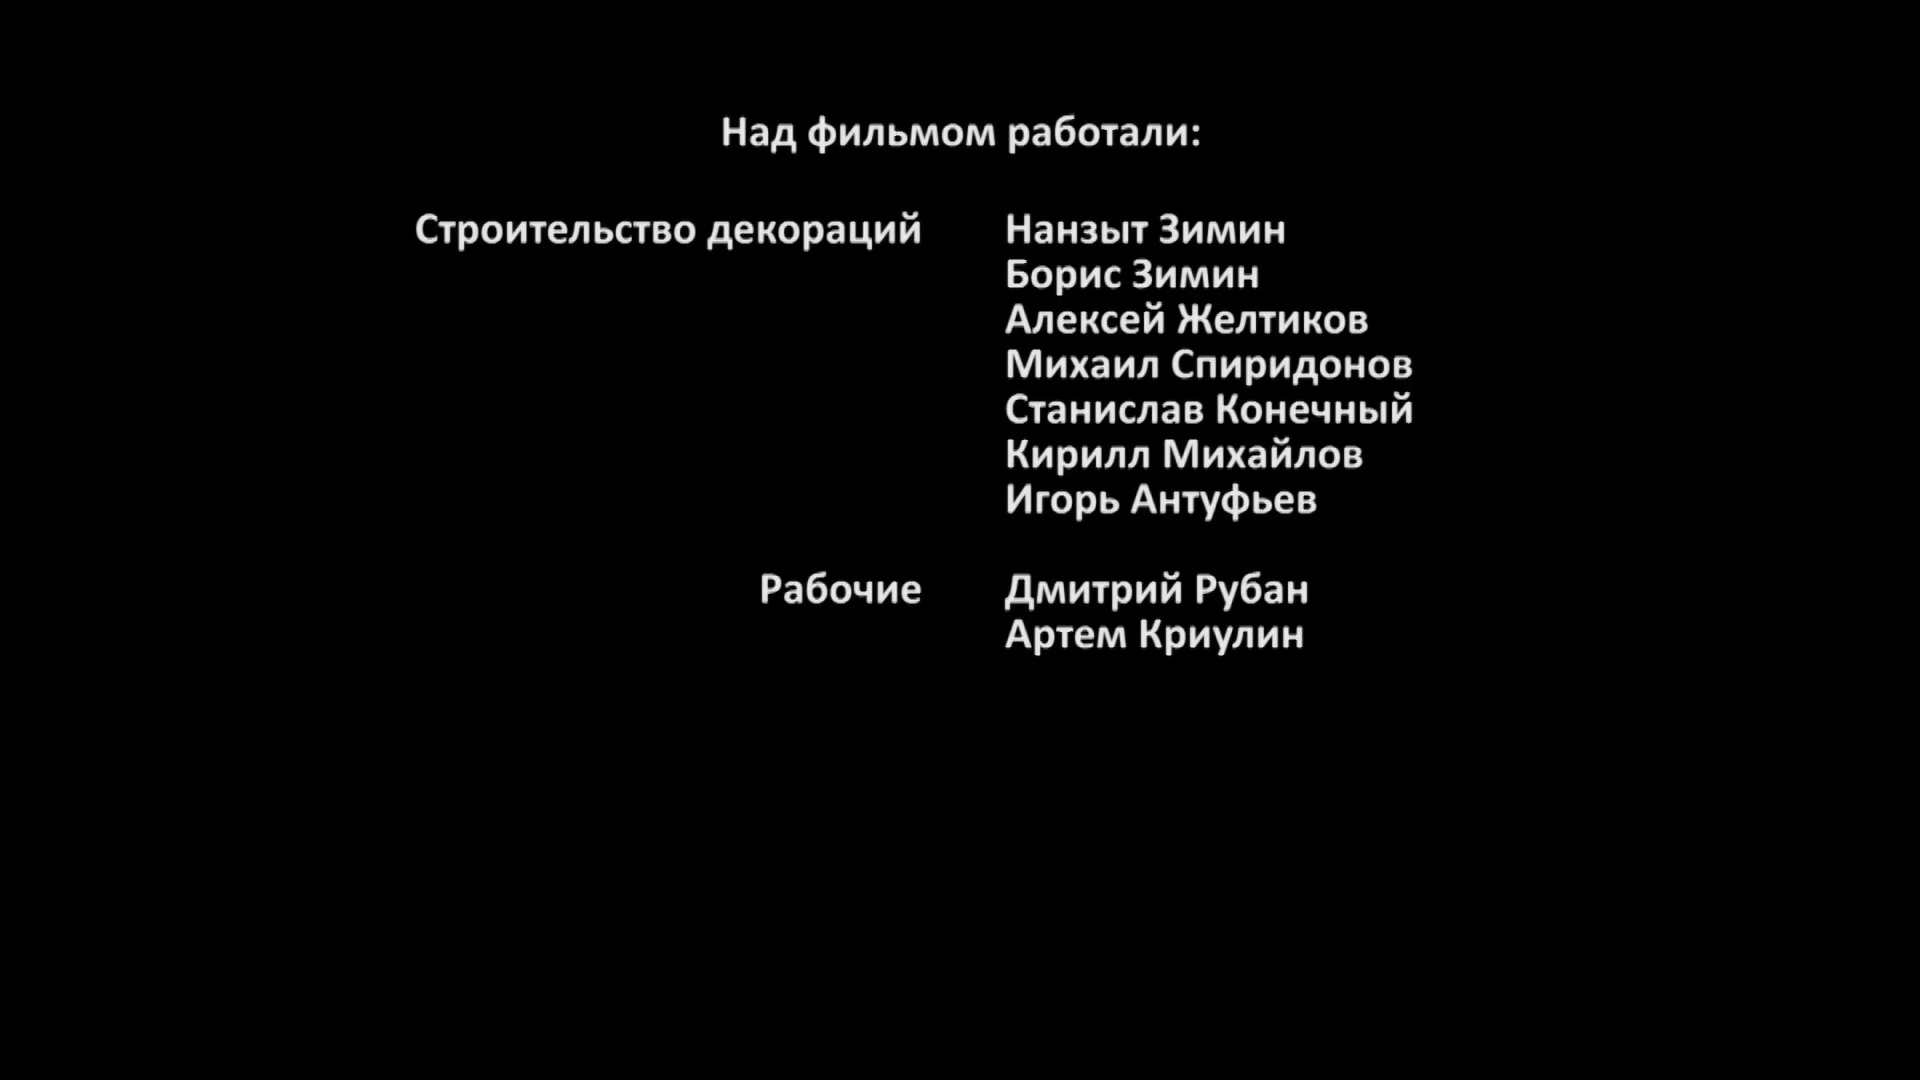 Над фильмом работали:
Строительство декораций Нанзыт Зимин
Борис Зимин
Алексей Желтиков
Михаил Спиридонов
Станислав Конечный
Кирилл Михайлов
Игорь Антуфьев
Рабочие Дмитрий Рубан
Артем Криулин